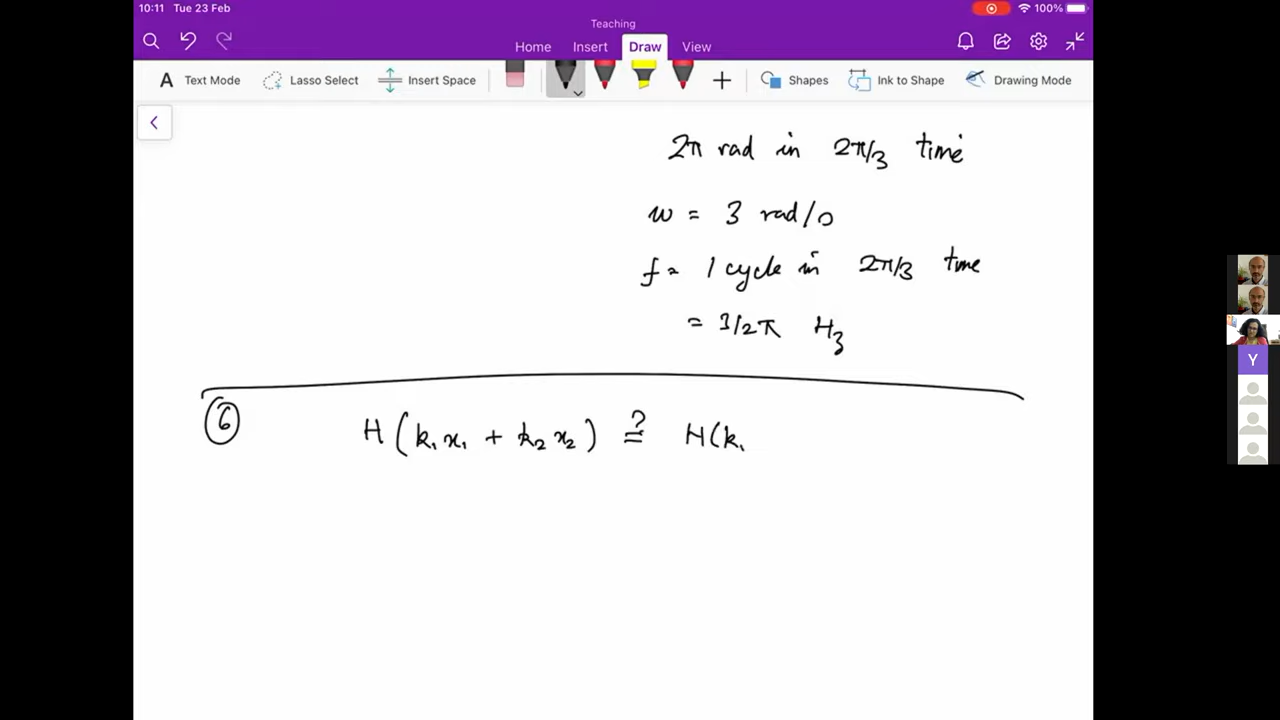 10:11 Tue 23 Feb
100%
Teaching
Home Insert Draw View
A Text Mode Lasso Select Insert Space Shapes Ink to Shape Drawing Mode
2π rad in 2π/3 time
w = 3 rad/s
f = 1 cycle in 2π/3 time
= 3/2π Hz
6 H(k₁x₁ + k₂x₂) ≟ H(k₁
Y